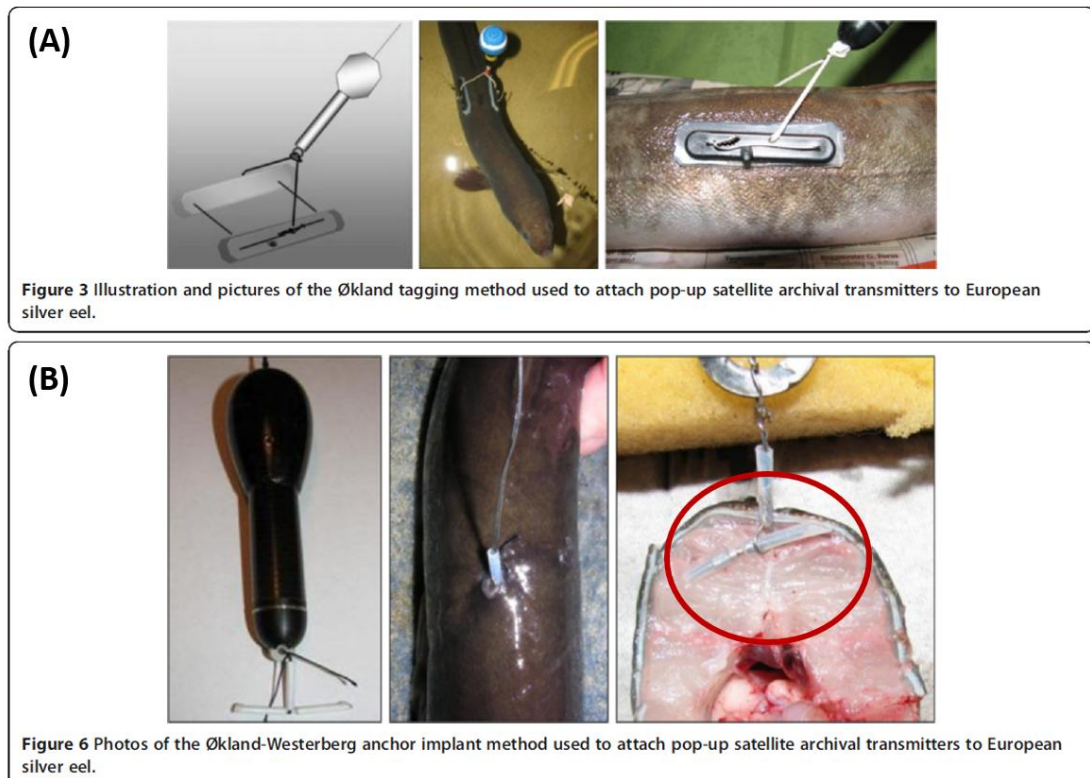 (A)
Figure 3 Illustration and pictures of the Økland tagging method used to attach pop-up satellite archival transmitters to European
silver eel.
(B)
Figure 6 Photos of the Økland-Westerberg anchor implant method used to attach pop-up satellite archival transmitters to European
silver eel.